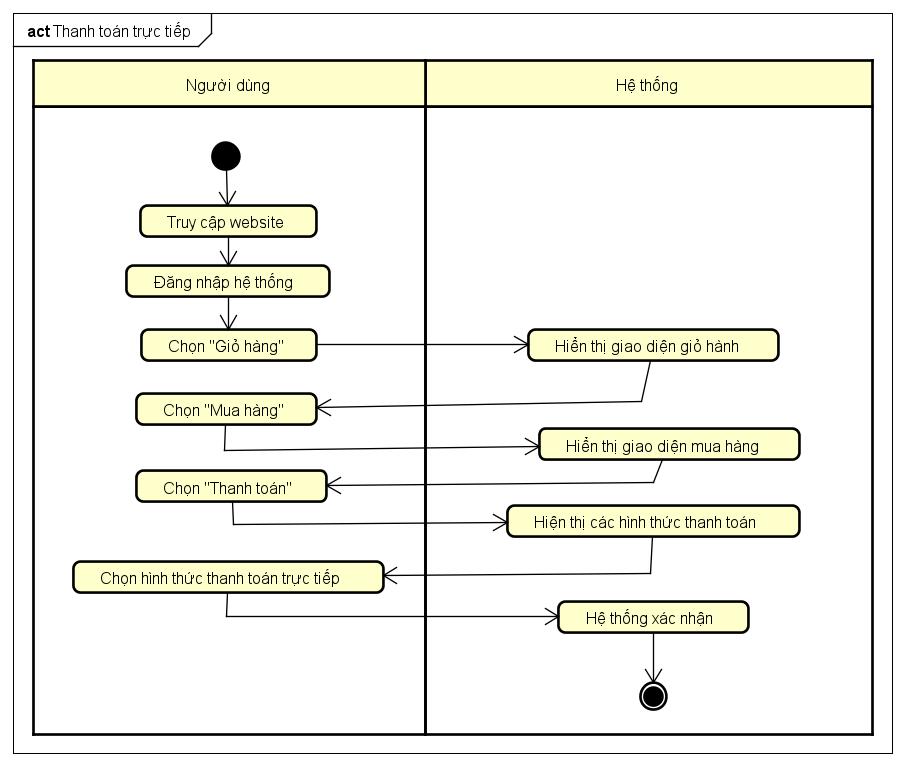 act Thanh toán trực tiếp
Người dùng
Hệ thống
Truy cập website
Đăng nhập hệ thống
Chọn "Giỏ hàng"
Hiển thị giao diện giỏ hành
Chọn "Mua hàng"
Hiển thị giao diện mua hàng
Chọn "Thanh toán"
Hiện thị các hình thức thanh toán
Chọn hình thức thanh toán trực tiếp
Hệ thống xác nhận